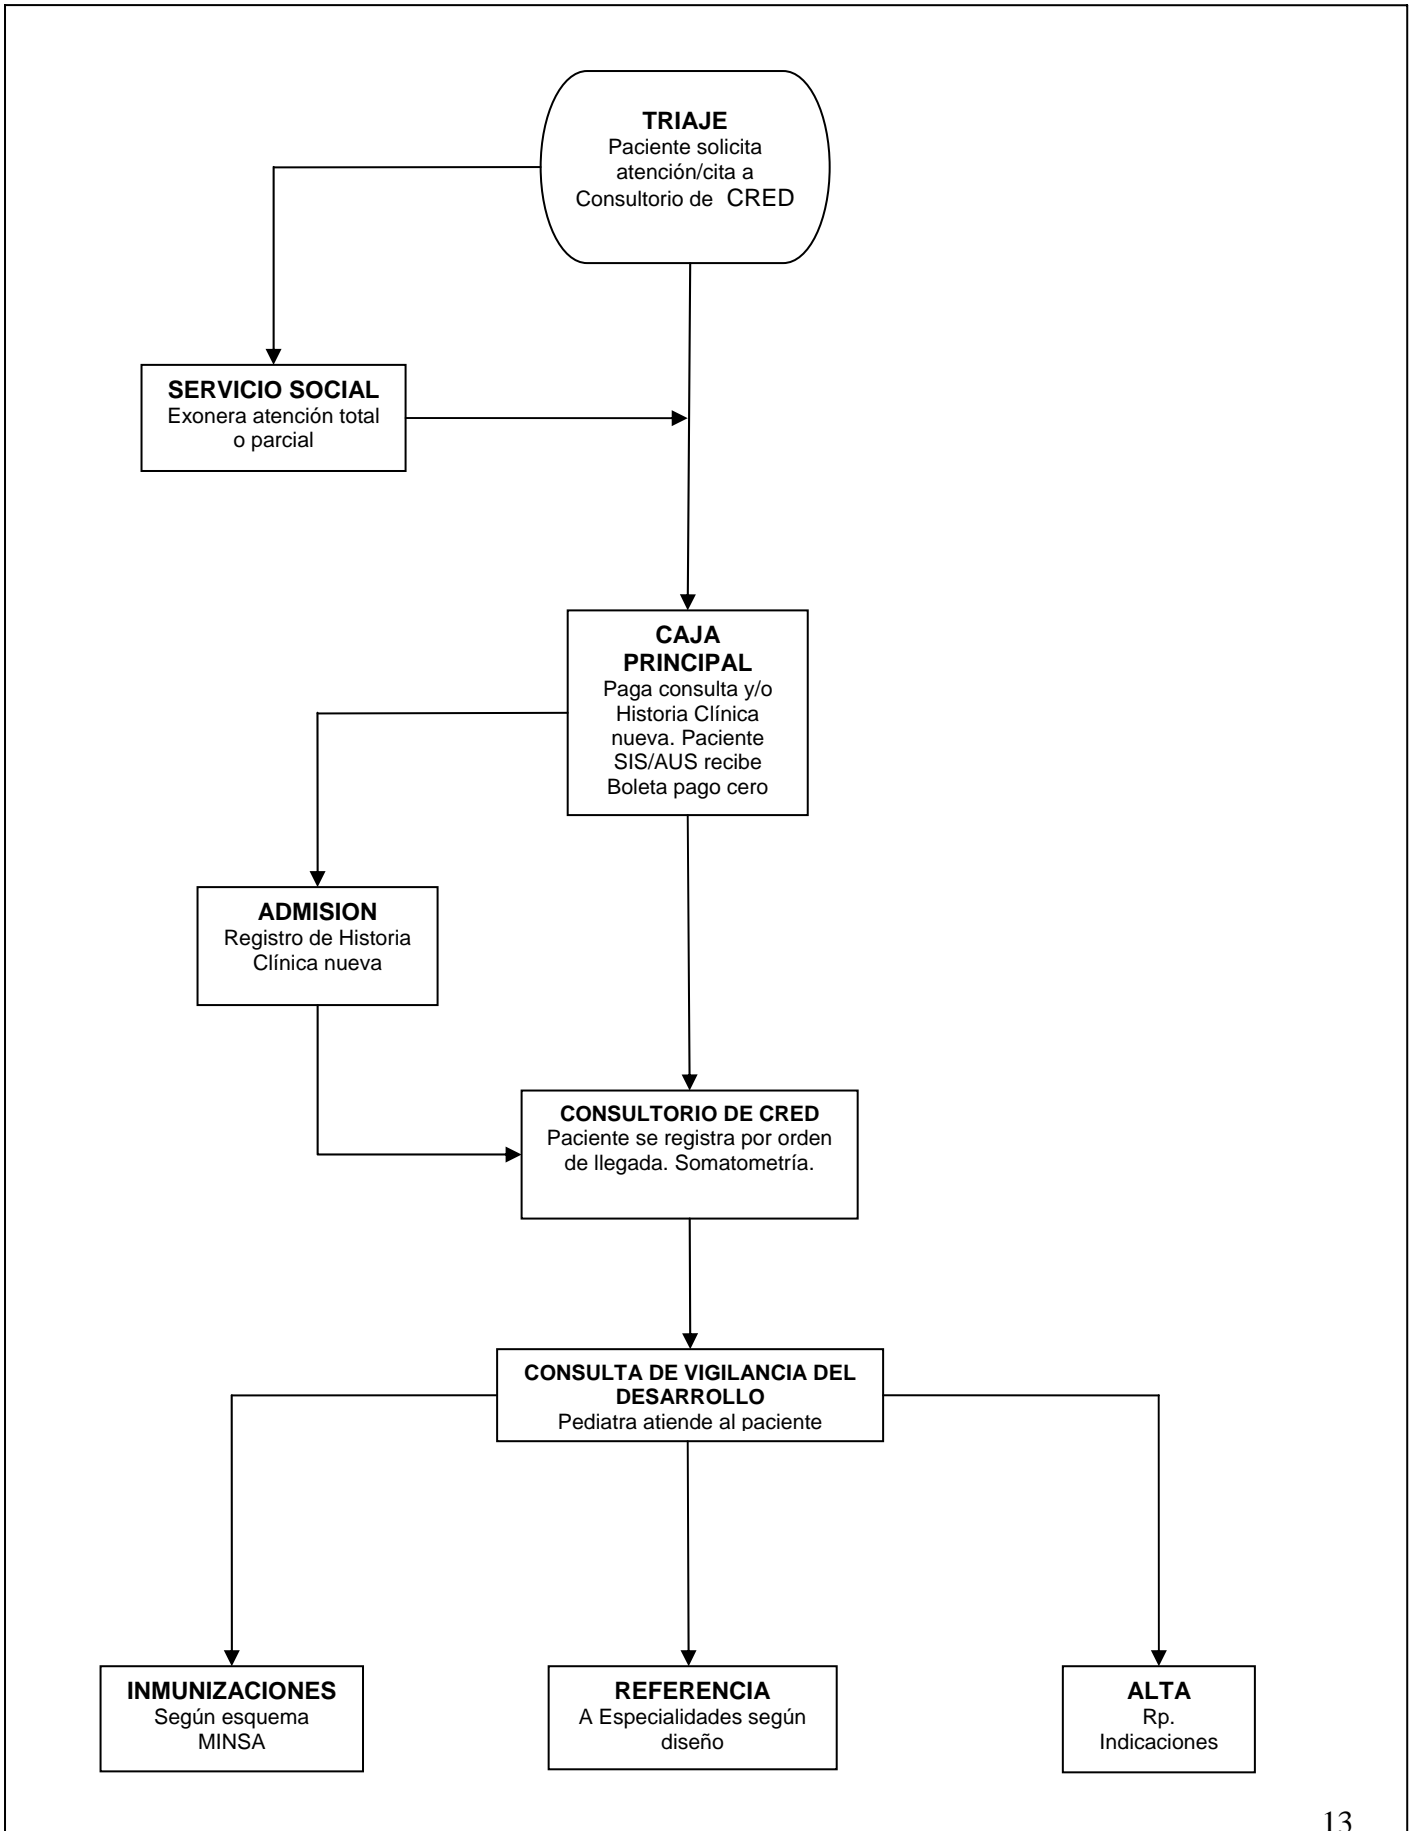 TRIAJE
Paciente solicita
atención/cita a
Consultorio de CRED
SERVICIO SOCIAL
Exonera atención total
o parcial
CAJA
PRINCIPAL
Paga consulta y/o
Historia Clínica
nueva. Paciente
SIS/AUS recibe
Boleta pago cero
ADMISION
Registro de Historia
Clínica nueva
CONSULTORIO DE CRED
Paciente se registra por orden
de llegada. Somatometría.
CONSULTA DE VIGILANCIA DEL
DESARROLLO
Pediatra atiende al paciente
INMUNIZACIONES
Según esquema
MINSA
REFERENCIA
A Especialidades según
diseño
ALTA
Rp.
Indicaciones
13